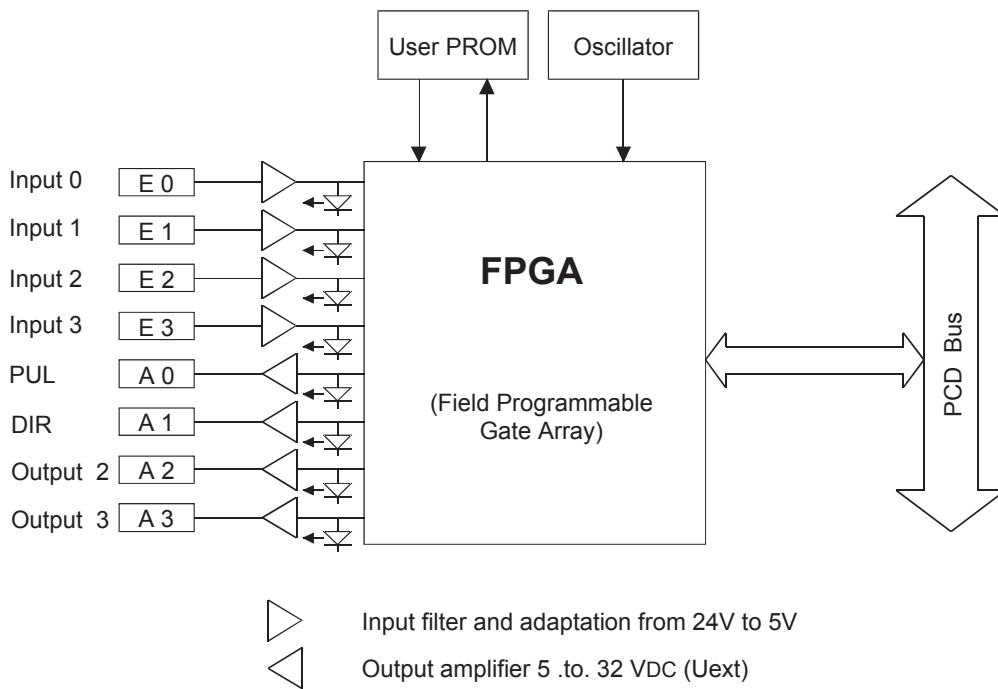 User PROM
Oscillator
Input 0 E 0
Input 1 E 1
Input 2 E 2
Input 3 E 3
PUL A 0
DIR A 1
Output 2 A 2
Output 3 A 3
FPGA
(Field Programmable
Gate Array)
PCD Bus
Input filter and adaptation from 24V to 5V
Output amplifier 5 .to. 32 VDC (Uext)